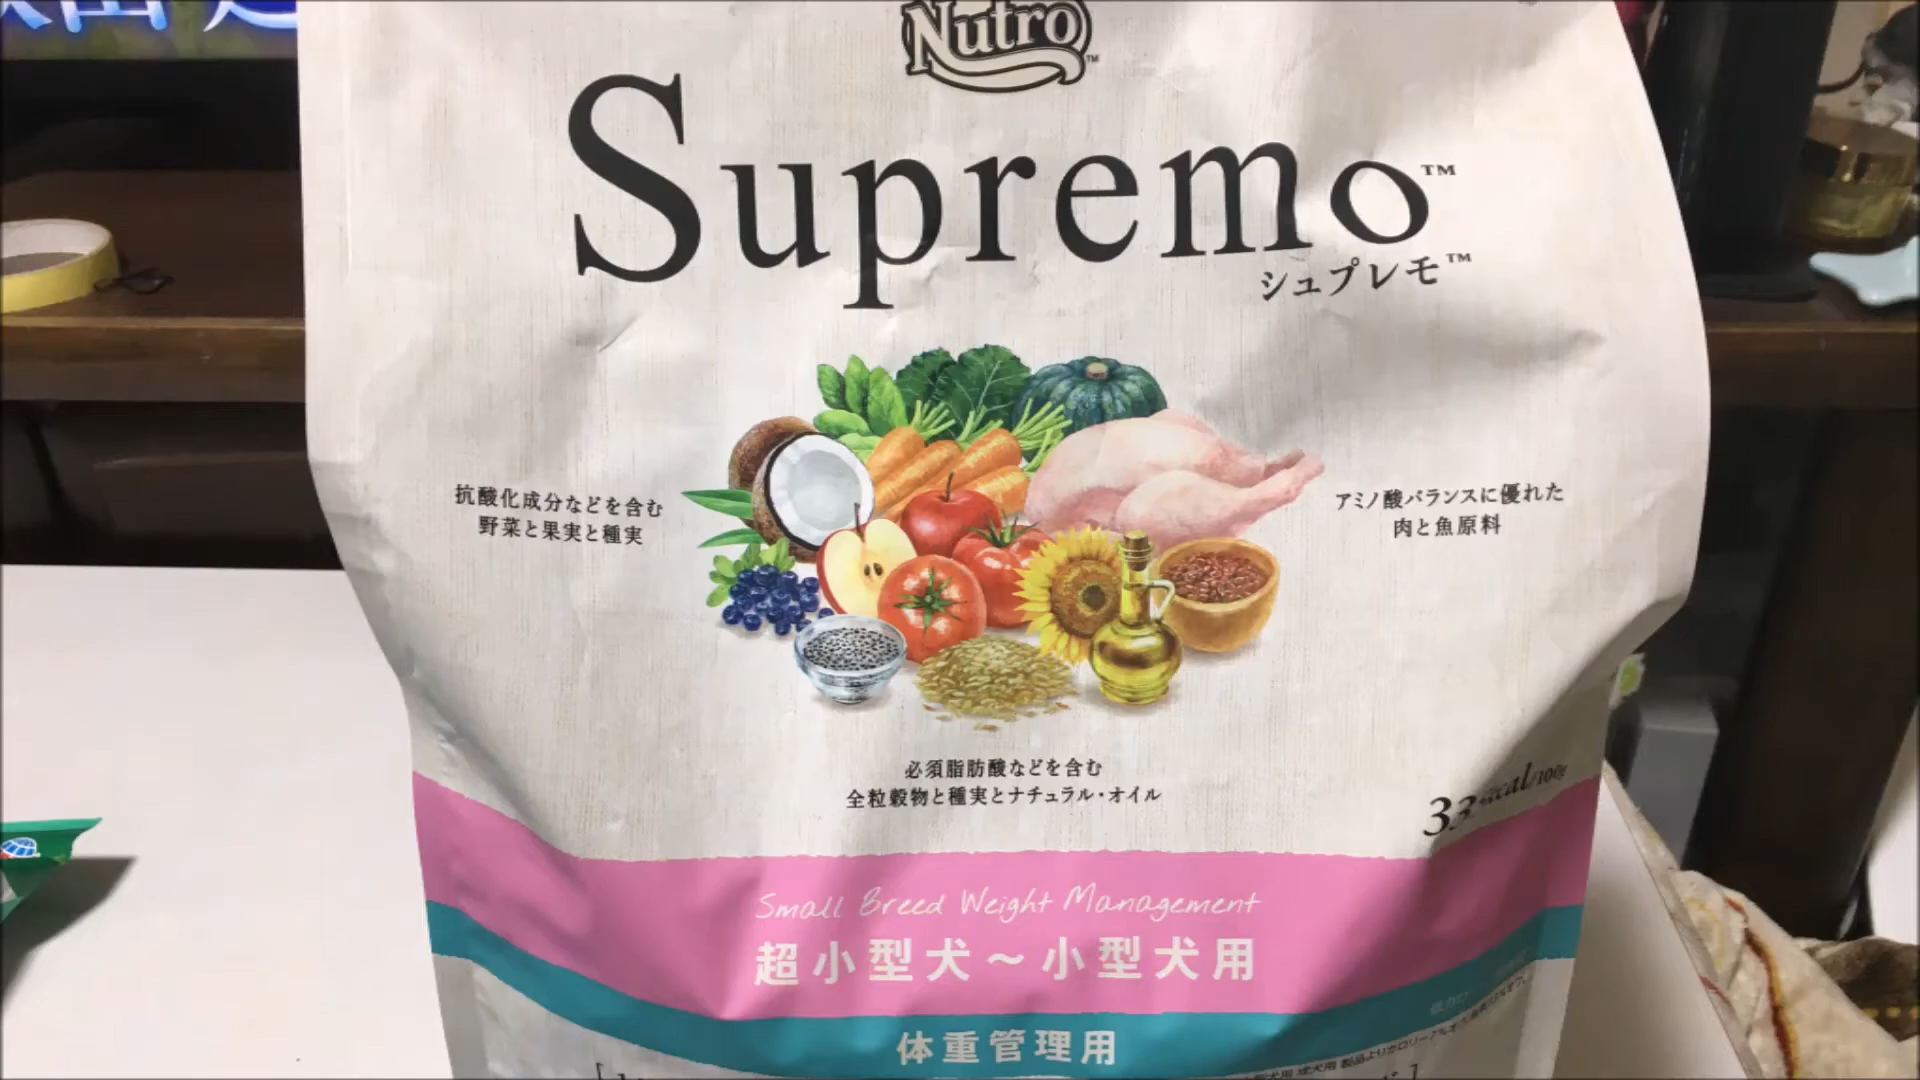 Nutro™
Supremo™
シュプレモ™
抗酸化成分などを含む
野菜と果実と種実
アミノ酸バランスに優れた
肉と魚原料
必須脂肪酸などを含む
全粒穀物と種実とナチュラル・オイル
kcal/100g
Small Breed Weight Management
超小型犬～小型犬用
体重管理用